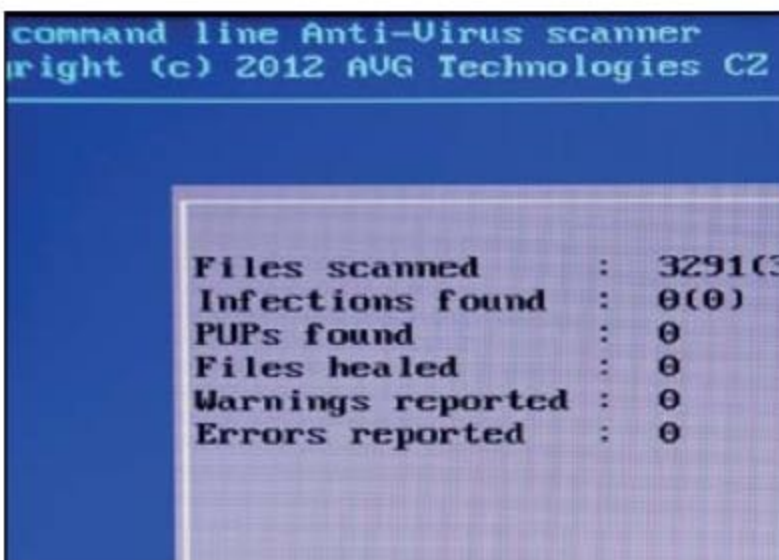 command line Anti-Virus scanner
right (c) 2012 AVG Technologies CZ
Files scanned : 3291(3
Infections found : 0(0)
PUPs found : 0
Files healed : 0
Warnings reported : 0
Errors reported : 0